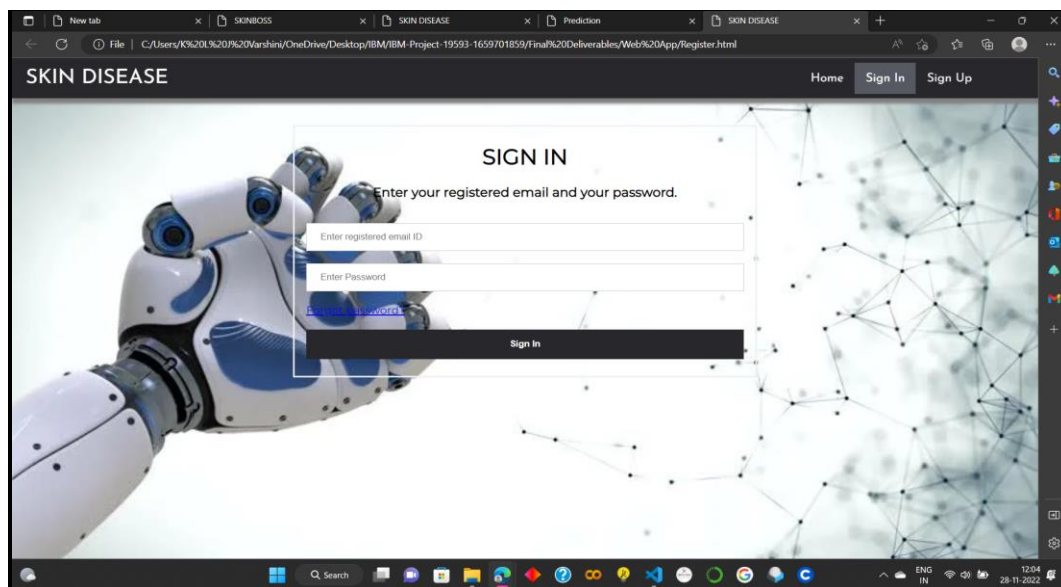 New tab
SKINBOSS
SKIN DISEASE
Prediction
SKIN DISEASE
File | C:/Users/K%20L%20J%20Varshini/OneDrive/Desktop/IBM/IBM-Project-19593-1659701859/Final%20Deliverables/Web%20App/Register.html
SKIN DISEASE
Home Sign In Sign Up
SIGN IN
Enter your registered email and your password.
Enter registered email ID
Enter Password
Forgot password
Sign In
Search
ENG
IN
12:04
28-11-2022